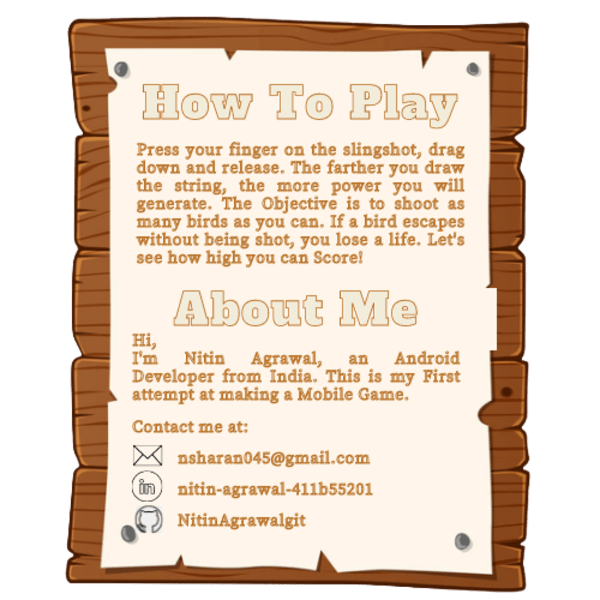 How To Play
Press your finger on the slingshot, drag
down and release. The farther you draw
the string, the more power you will
generate. The Objective is to shoot as
many birds as you can. If a bird escapes
without being shot, you lose a life. Let's
see how high you can Score!
About Me
Hi,
I'm Nitin Agrawal, an Android
Developer from India. This is my First
attempt at making a Mobile Game.
Contact me at:
nsharan045@gmail.com
in nitin-agrawal-411b55201
NitinAgrawalgit